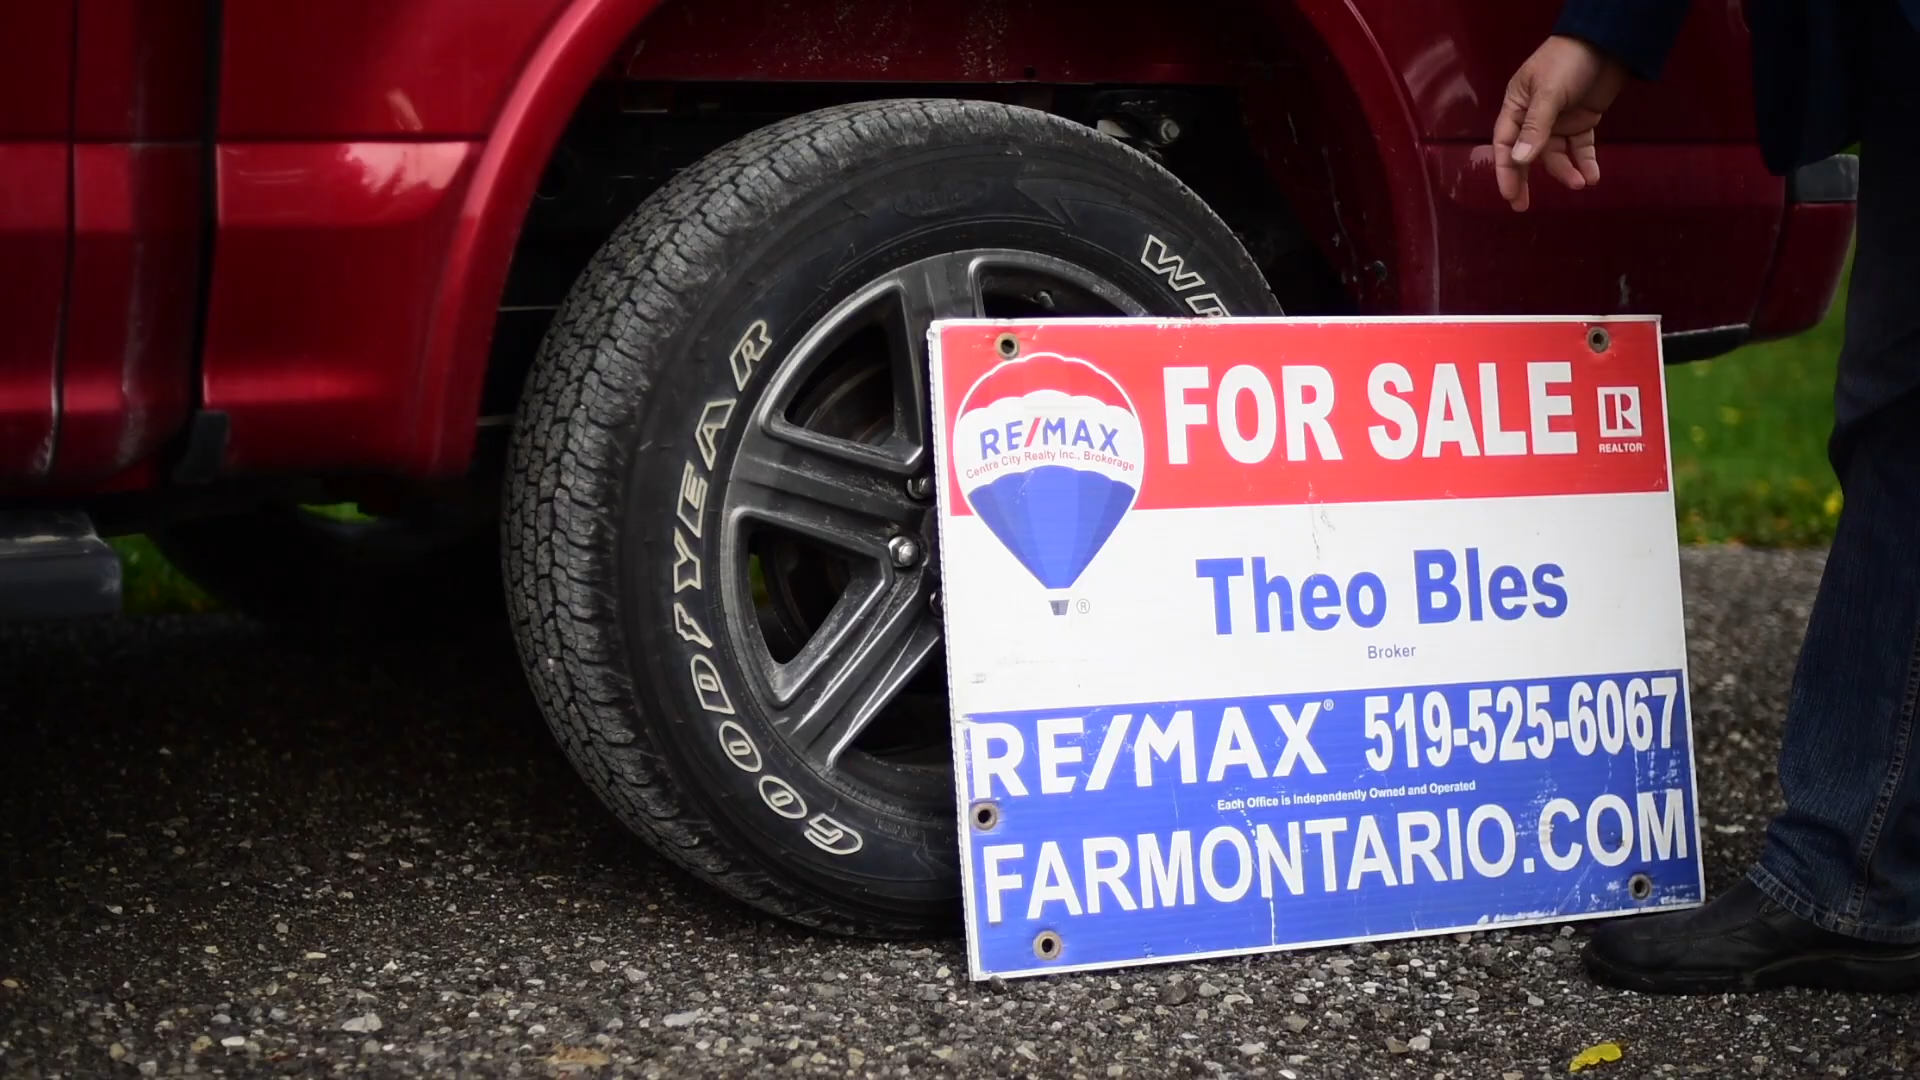 GOODYEAR
WR
FOR SALE
RE/MAX
Centre City Realty Inc., Brokerage
®
R
REALTOR
Theo Bles
Broker
RE/MAX® 519-525-6067
Each Office is Independently Owned and Operated
FARMONTARIO.COM